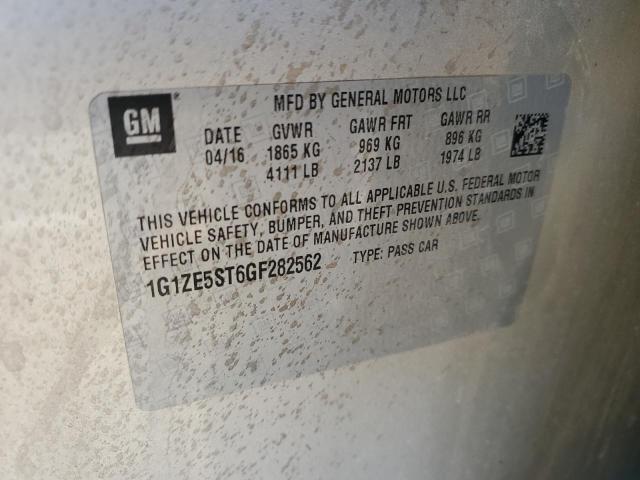 GM
MFD BY GENERAL MOTORS LLC
DATE GVWR GAWR FRT GAWR RR
04/16 1865 KG 969 KG 896 KG
4111 LB 2137 LB 1974 LB
THIS VEHICLE CONFORMS TO ALL APPLICABLE U.S. FEDERAL MOTOR
VEHICLE SAFETY, BUMPER, AND THEFT PREVENTION STANDARDS IN
EFFECT ON THE DATE OF MANUFACTURE SHOWN ABOVE.
1G1ZE5ST6GF282562 TYPE: PASS CAR